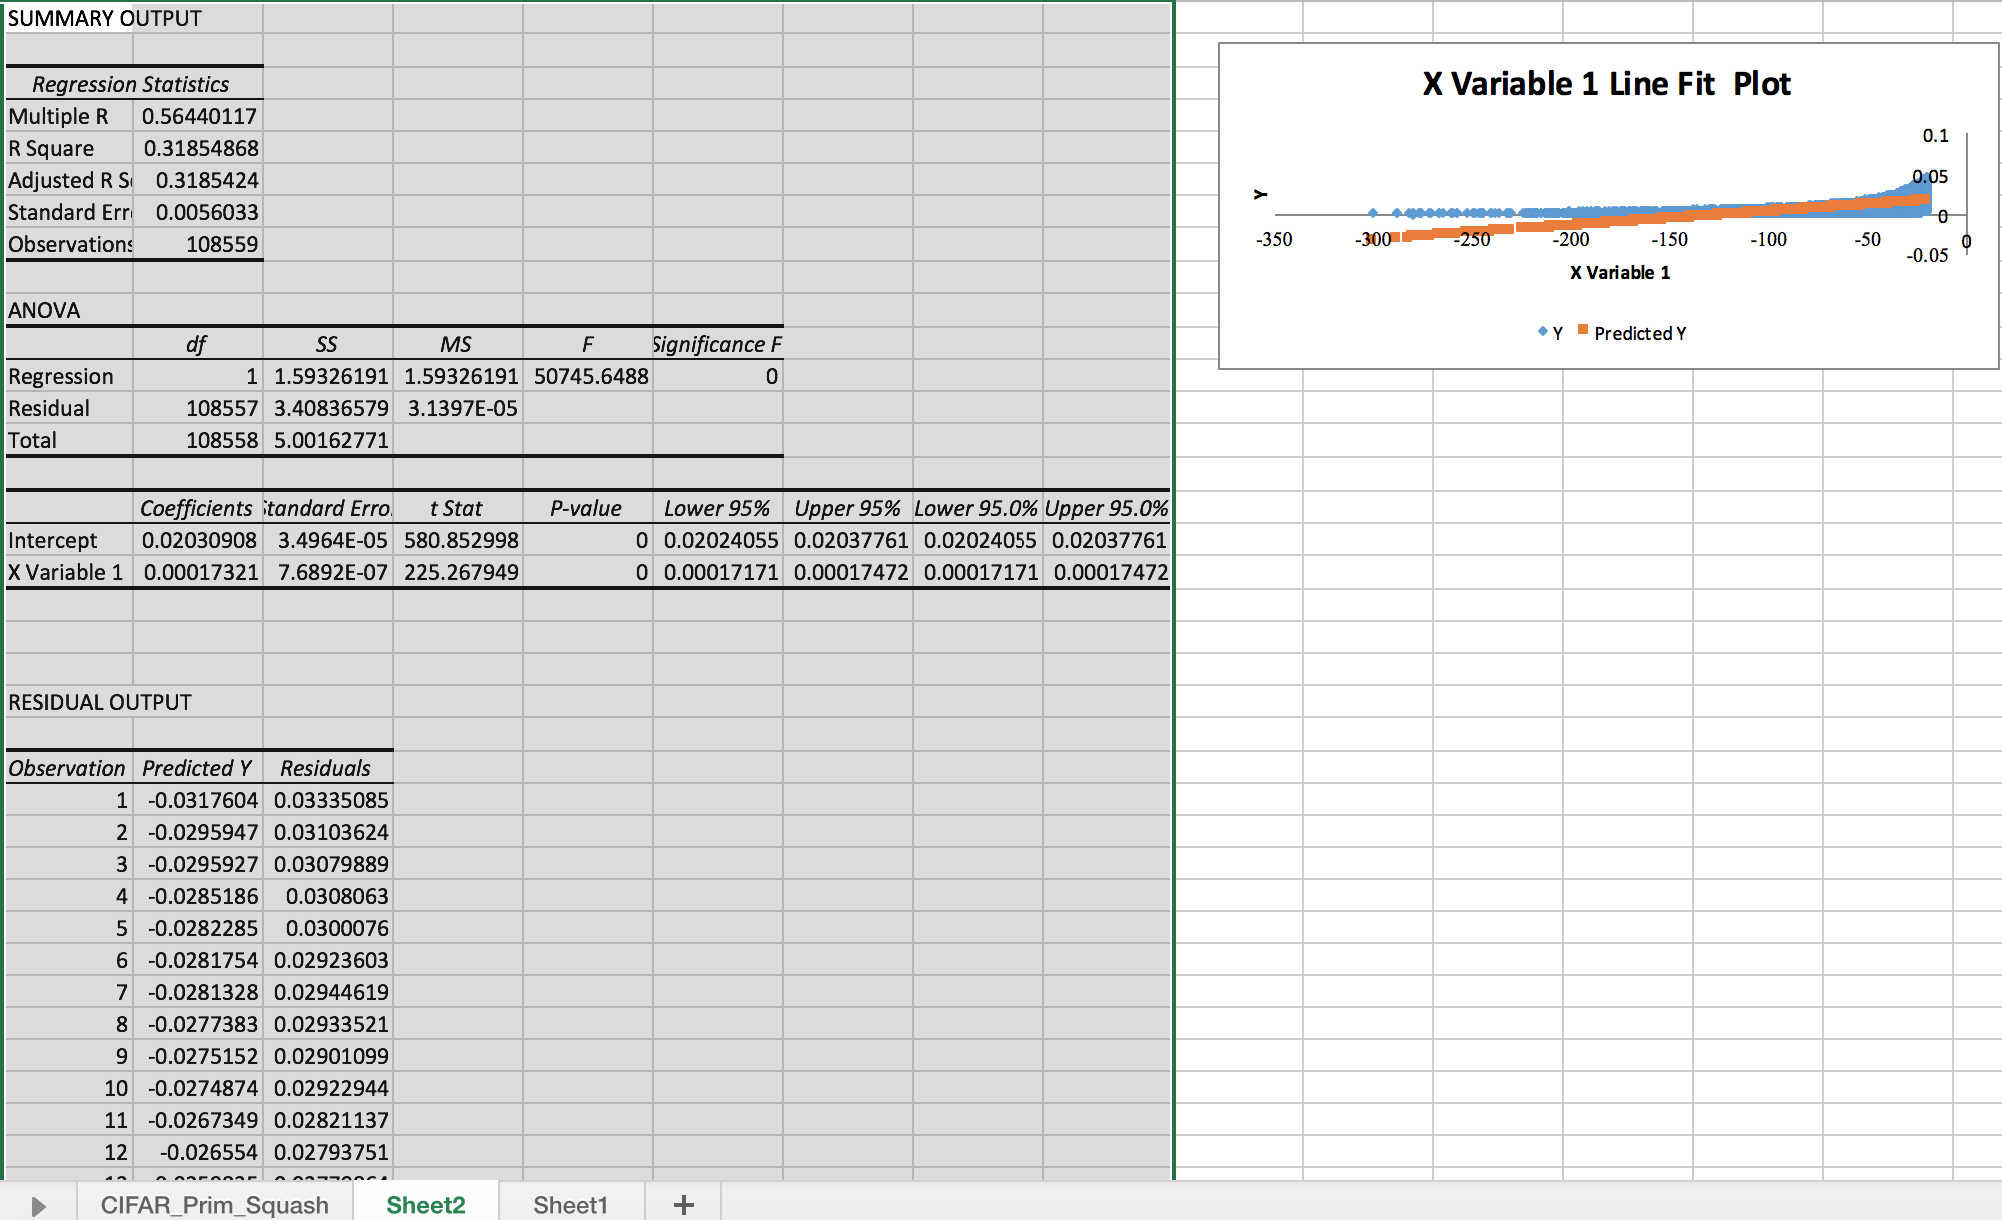 SUMMARY OUTPUT
Regression Statistics
Multiple R 0.56440117
R Square 0.31854868
Adjusted R S 0.3185424
Standard Err 0.0056033
Observations 108559
ANOVA
df SS MS F Significance F
Regression 1 1.59326191 1.59326191 50745.6488 0
Residual 108557 3.40836579 3.1397E-05
Total 108558 5.00162771
Coefficients Standard Erro t Stat P-value Lower 95% Upper 95% Lower 95.0% Upper 95.0%
Intercept 0.02030908 3.4964E-05 580.852998 0 0.02024055 0.02037761 0.02024055 0.02037761
X Variable 1 0.00017321 7.6892E-07 225.267949 0 0.00017171 0.00017472 0.00017171 0.00017472
RESIDUAL OUTPUT
Observation Predicted Y Residuals
1 -0.0317604 0.03335085
2 -0.0295947 0.03103624
3 -0.0295927 0.03079889
4 -0.0285186 0.0308063
5 -0.0282285 0.0300076
6 -0.0281754 0.02923603
7 -0.0281328 0.02944619
8 -0.0277383 0.02933521
9 -0.0275152 0.02901099
10 -0.0274874 0.02922944
11 -0.0267349 0.02821137
12 -0.026554 0.02793751
X Variable 1 Line Fit Plot
0.1
0.05
0
-0.05
Y
-350 -300 -250 -200 -150 -100 -50 0
X Variable 1
Y Predicted Y
CIFAR_Prim_Squash Sheet2 Sheet1 +